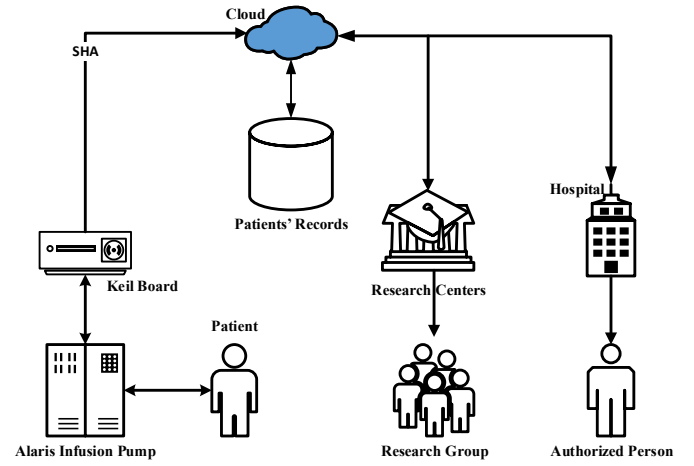 Cloud
SHA
Patients' Records
Hospital
Keil Board
Research Centers
Patient
Alaris Infusion Pump
Research Group
Authorized Person